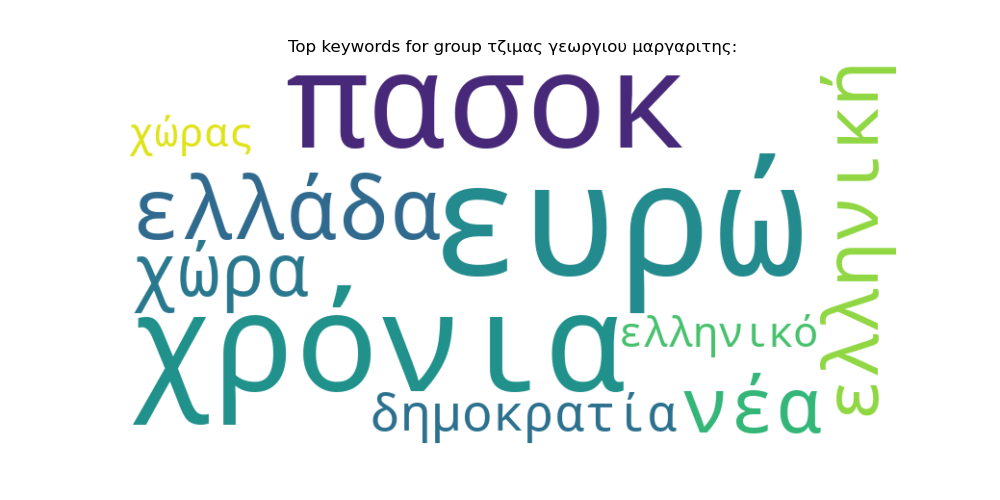 Top keywords for group τζιμας γεωργιου μαργαριτης:
πασοκ
χώρας
ελληνική
ελλάδα
ευρώ
χώρα
χρόνια
ελληνικό
δημοκρατία
νέα